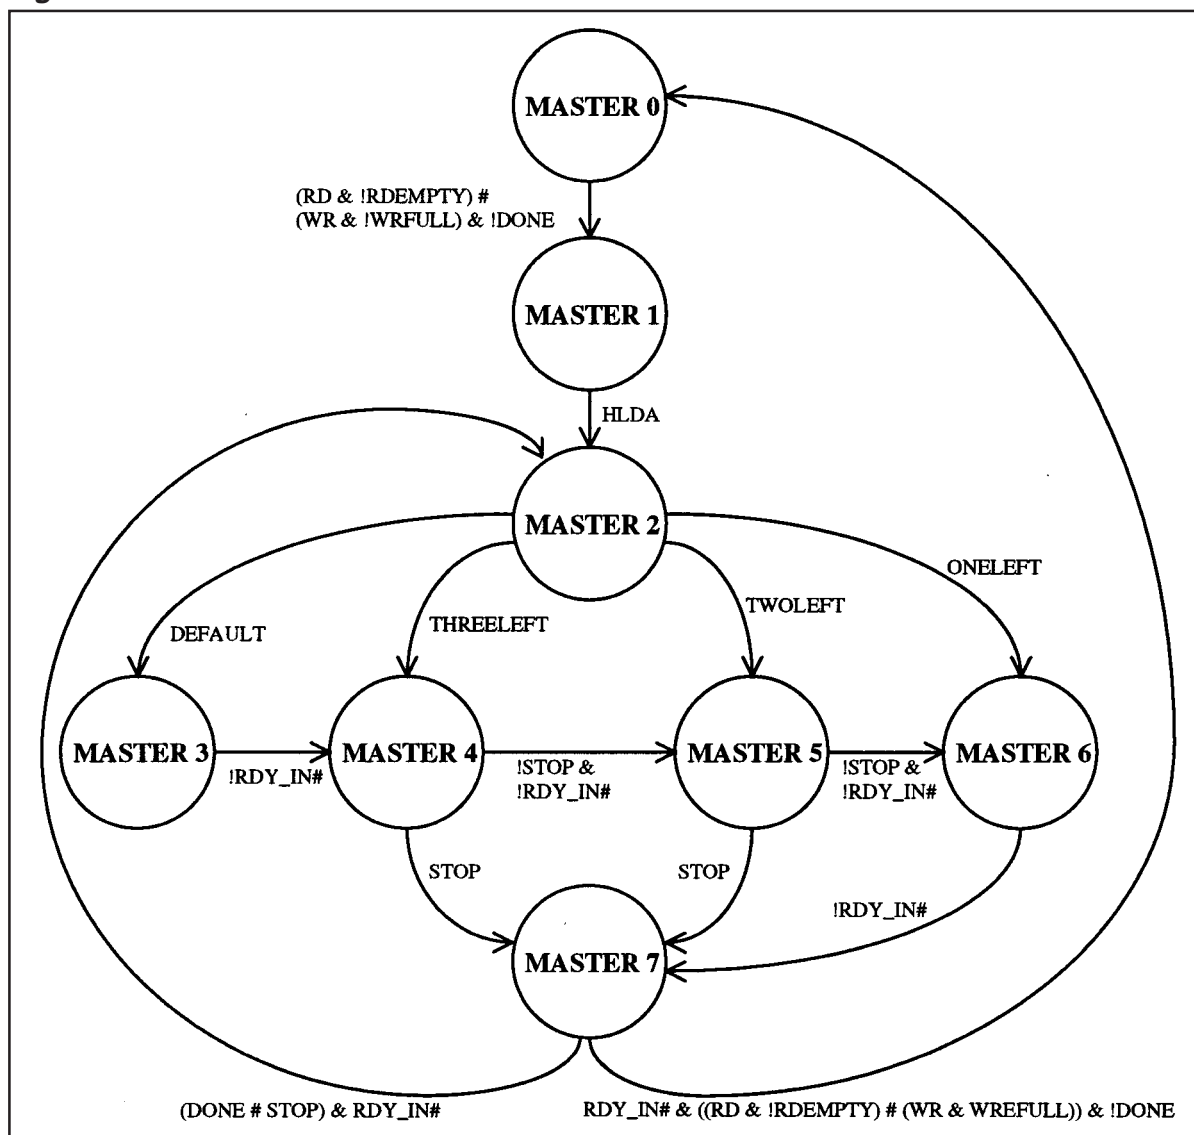 MASTER 0
(RD & !RDEMPTY) #
(WR & !WRFULL) & !DONE
MASTER 1
HLDA
MASTER 2
ONELEFT
TWOLEFT
THREELEFT
DEFAULT
MASTER 3
!RDY_IN#
MASTER 4
!STOP &
!RDY_IN#
MASTER 5
!STOP &
!RDY_IN#
MASTER 6
STOP
STOP
!RDY_IN#
MASTER 7
(DONE # STOP) & RDY_IN#
RDY_IN# & ((RD & !RDEMPTY) # (WR & WREFULL)) & !DONE